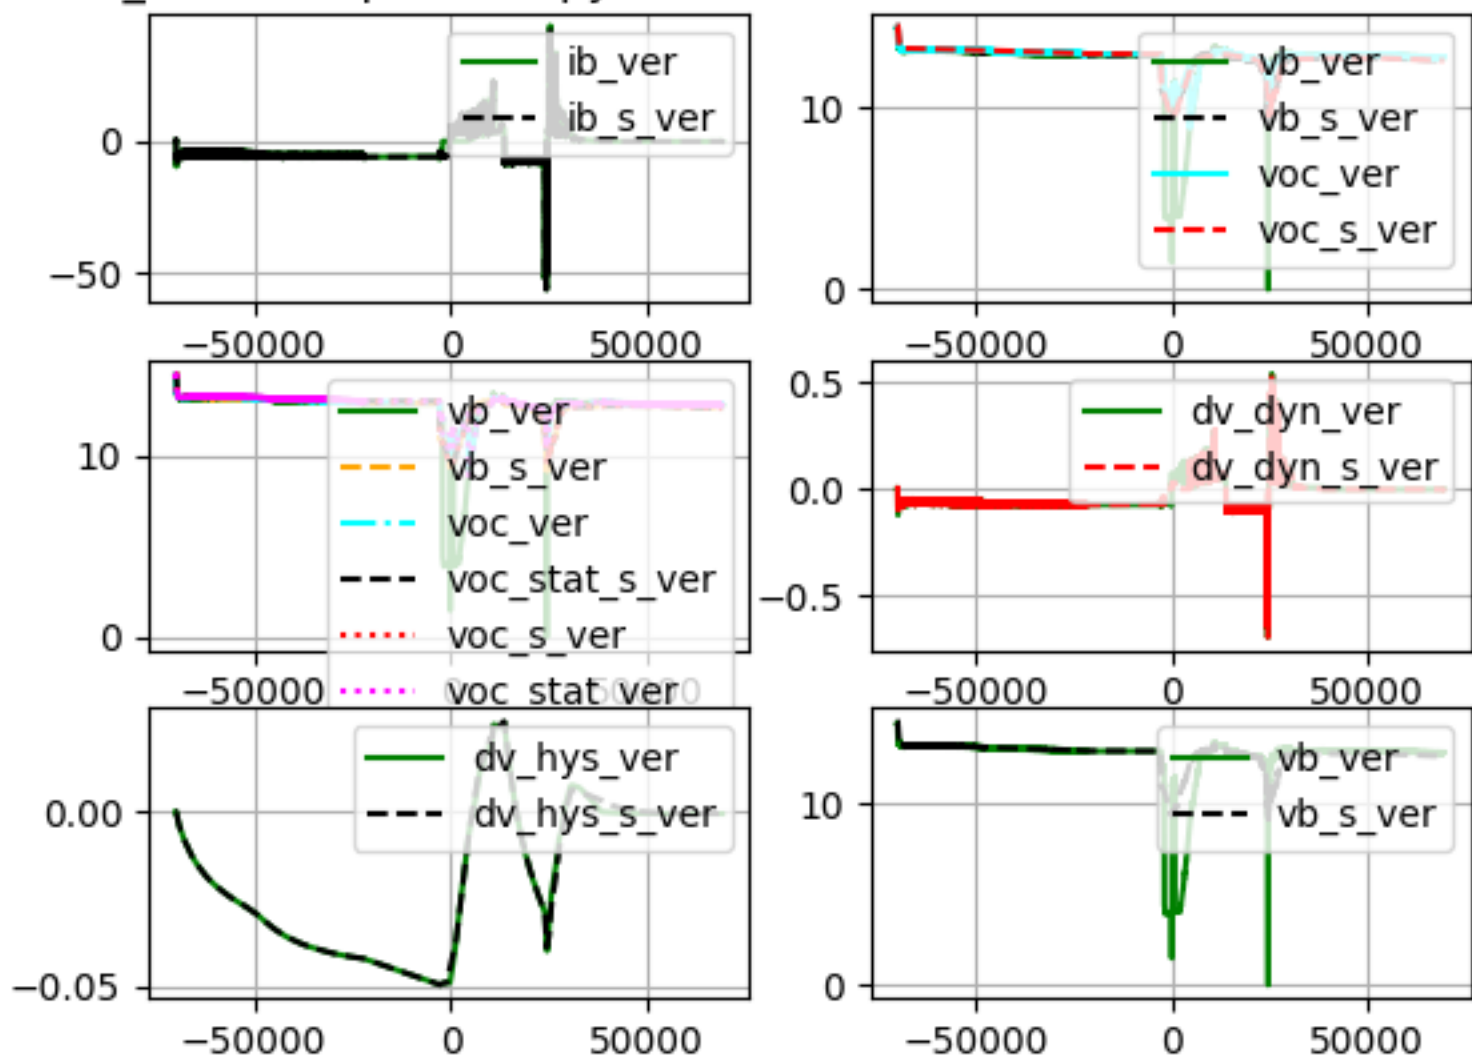 ib_ver
ib_s_ver
0
−50
−50000 0 50000
vb_ver
vb_s_ver
voc_ver
voc_s_ver
10
0
−50000 0 50000
vb_ver
vb_s_ver
voc_ver
voc_stat_s_ver
voc_s_ver
voc_stat_ver
10
0
−50000 50000
dv_dyn_ver
dv_dyn_s_ver
0.5
0.0
−0.5
−50000 0 50000
dv_hys_ver
dv_hys_s_ver
0.00
−0.05
−50000 0 50000
vb_ver
vb_s_ver
10
0
−50000 0 50000